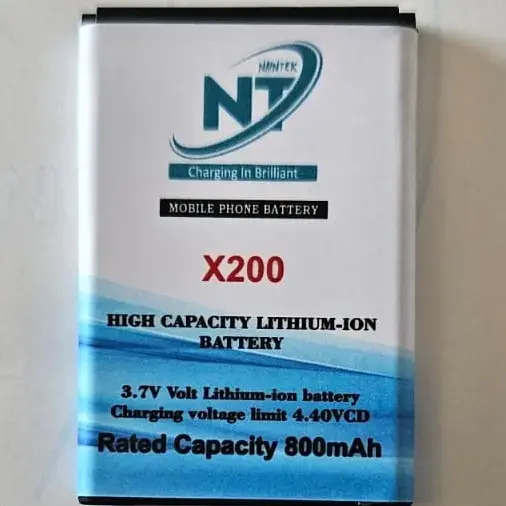 NAINTEK
NT
Charging In Brilliant
MOBILE PHONE BATTERY
X200
HIGH CAPACITY LITHIUM-ION
BATTERY
3.7V Volt Lithium-ion battery
Charging voltage limit 4.40VCD
Rated Capacity 800mAh